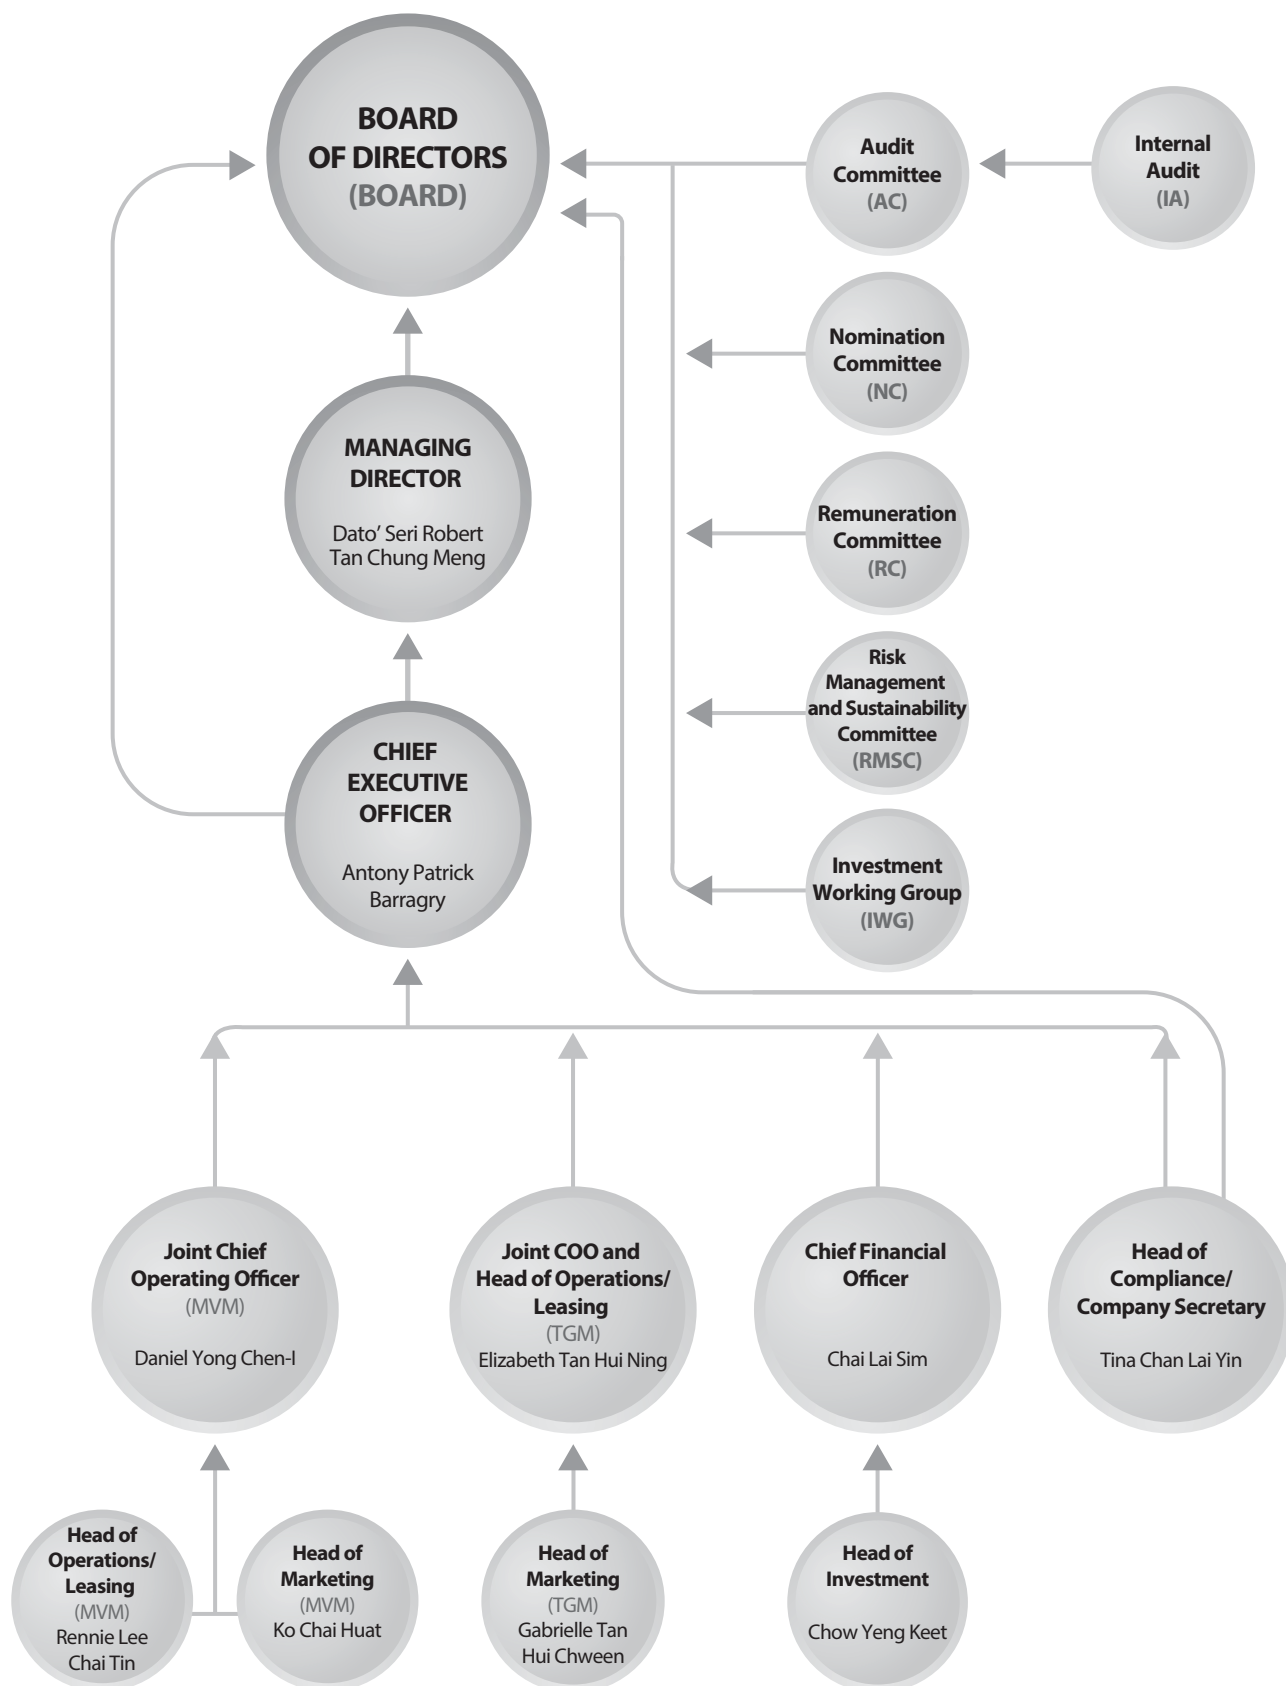 BOARD
OF DIRECTORS
(BOARD)
Audit
Committee
(AC)
Internal
Audit
(IA)
Nomination
Committee
(NC)
MANAGING
DIRECTOR
Dato’ Seri Robert
Tan Chung Meng
Remuneration
Committee
(RC)
Risk
Management
and Sustainability
Committee
(RMSC)
CHIEF
EXECUTIVE
OFFICER
Antony Patrick
Barragry
Investment
Working Group
(IWG)
Joint Chief
Operating Officer
(MVM)
Daniel Yong Chen-I
Joint COO and
Head of Operations/
Leasing
(TGM)
Elizabeth Tan Hui Ning
Chief Financial
Officer
Chai Lai Sim
Head of
Compliance/
Company Secretary
Tina Chan Lai Yin
Head of
Operations/
Leasing
(MVM)
Rennie Lee
Chai Tin
Head of
Marketing
(MVM)
Ko Chai Huat
Head of
Marketing
(TGM)
Gabrielle Tan
Hui Chween
Head of
Investment
Chow Yeng Keet